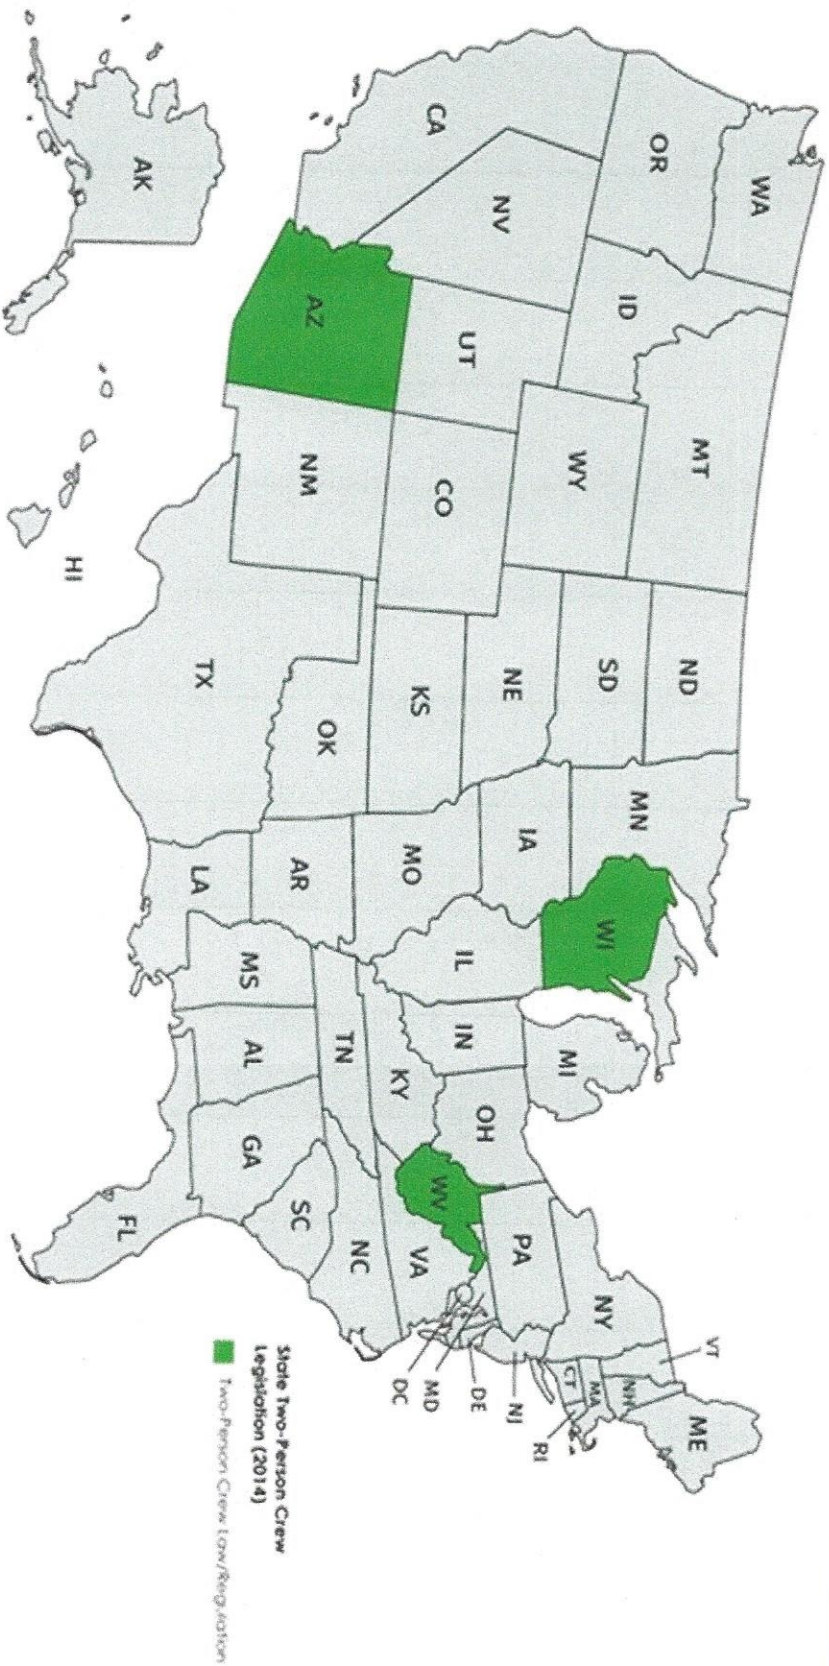 WA
OR
CA
NV
ID
MT
WY
UT
AZ
CO
NM
ND
SD
NE
KS
OK
TX
MN
IA
MO
AR
LA
WI
IL
MS
MI
IN
KY
TN
AL
OH
WV
GA
FL
SC
NC
VA
PA
NY
VT
NH
ME
MA
CT
RI
NJ
DE
MD
DC
AK
HI
State Two-Person Crew
Legislation (2014)
Two-Person Crew Law/Regulation